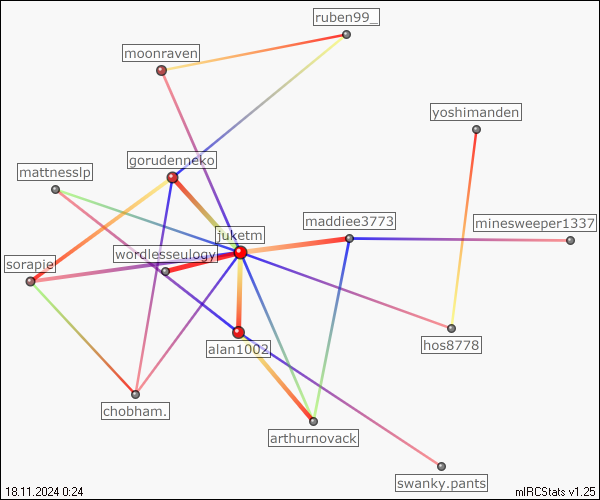 ruben99_
moonraven
yoshimanden
gorudenneko
mattnesslp
maddiee3773
minesweeper1337
juketm
wordlesseulogy
sorapie
hos8778
alan1002
chobham.
arthurnovack
swanky.pants
18.11.2024 0:24
mIRCStats v1.25